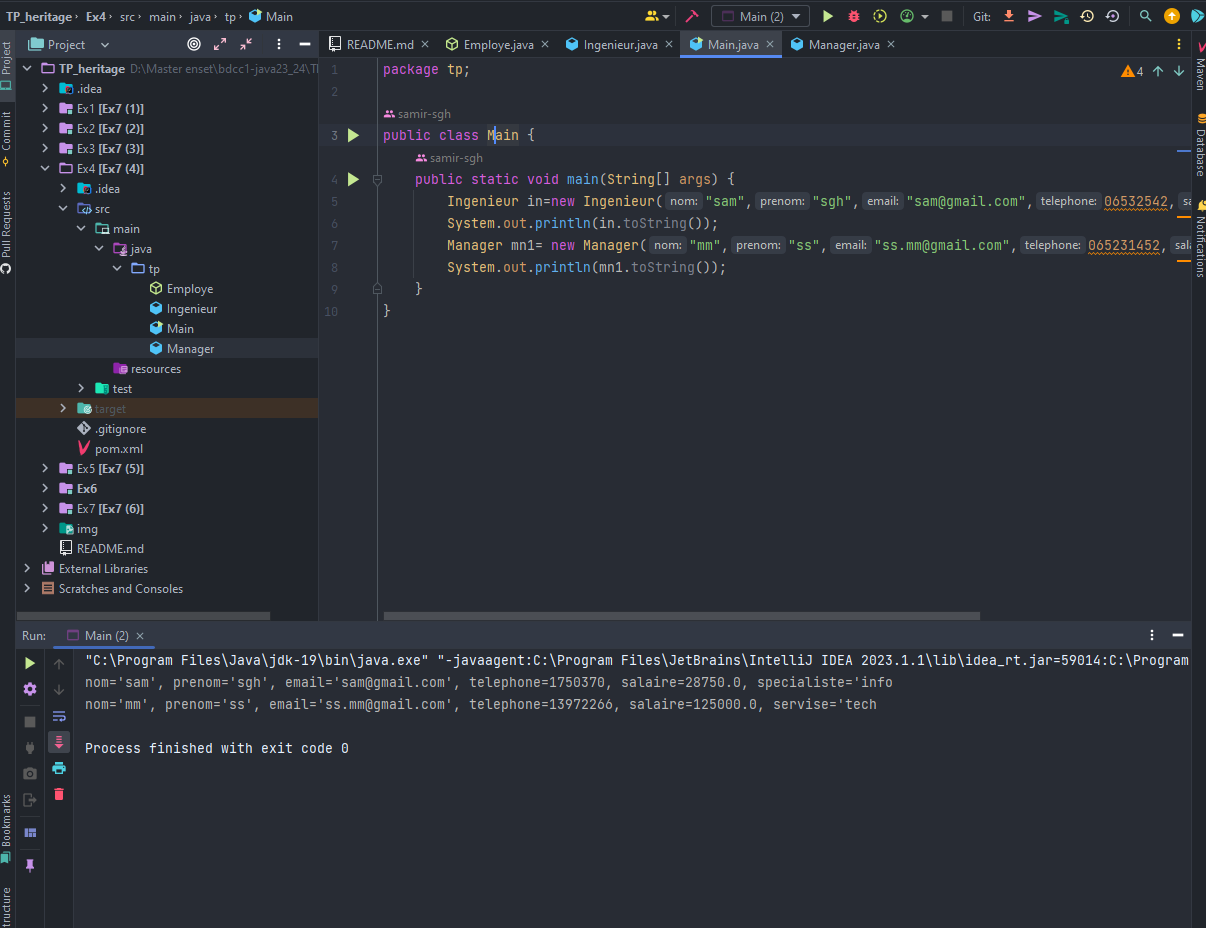 TP_heritage › Ex4 › src › main › java › tp › Main
Main (2)
Git:
Project
README.md
Employe.java
Ingenieur.java
Main.java
Manager.java
Project
Commit
Pull Requests
Bookmarks
tructure
Maven
Database
Notifications
TP_heritage D:\Master enset\bdcc1-java23_24\T
.idea
Ex1 [Ex7 (1)]
Ex2 [Ex7 (2)]
Ex3 [Ex7 (3)]
Ex4 [Ex7 (4)]
.idea
src
main
java
tp
Employe
Ingenieur
Main
Manager
resources
test
target
.gitignore
pom.xml
Ex5 [Ex7 (5)]
Ex6
Ex7 [Ex7 (6)]
img
README.md
External Libraries
Scratches and Consoles
4
1 package tp;
2
samir-sgh
3 public class Main {
samir-sgh
4 public static void main(String[] args) {
5 Ingenieur in=new Ingenieur( nom: "sam", prenom: "sgh", email: "sam@gmail.com", telephone: 06532542, sa
6 System.out.println(in.toString());
7 Manager mn1= new Manager( nom: "mm", prenom: "ss", email: "ss.mm@gmail.com", telephone: 065231452, sala
8 System.out.println(mn1.toString());
9 }
10 }
Run: Main (2)
"C:\Program Files\Java\jdk-19\bin\java.exe" "-javaagent:C:\Program Files\JetBrains\IntelliJ IDEA 2023.1.1\lib\idea_rt.jar=59014:C:\Program
nom='sam', prenom='sgh', email='sam@gmail.com', telephone=1750370, salaire=28750.0, specialiste='info
nom='mm', prenom='ss', email='ss.mm@gmail.com', telephone=13972266, salaire=125000.0, servise='tech
Process finished with exit code 0